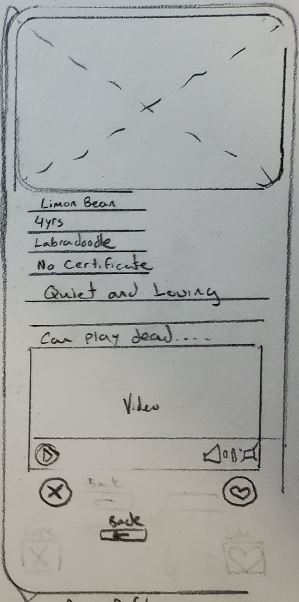 Limon Bean
4yrs
Labradoodle
No Certificate
Quiet and Loving
Can play dead....
Video
Back
Back